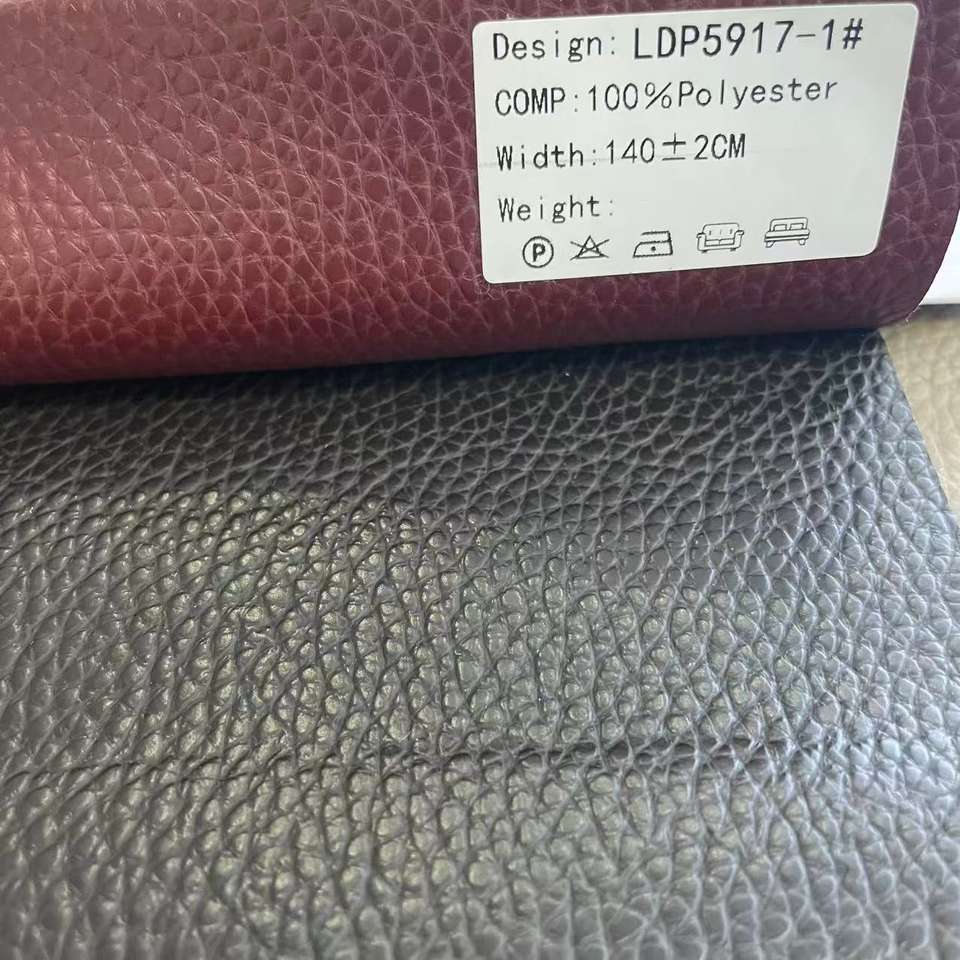 Design: LDP5917-1#
COMP:100%Polyester
Width:140±2CM
Weight:
P